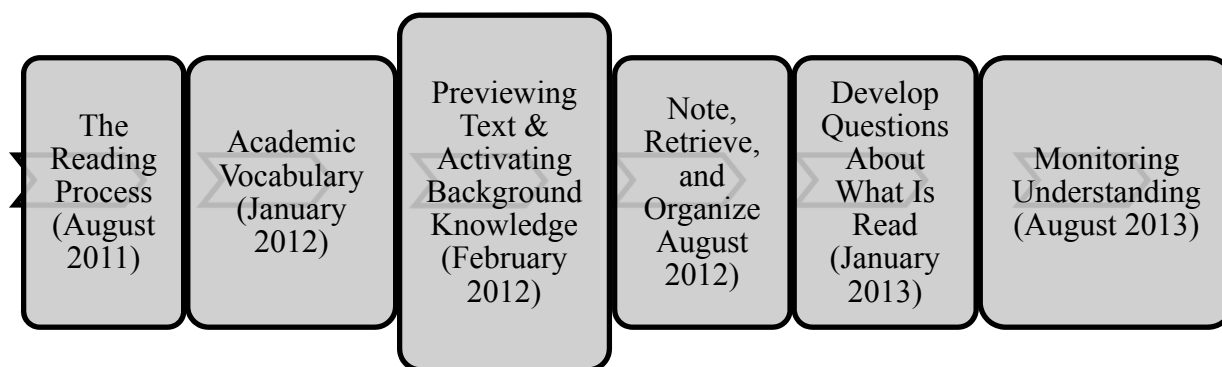 The
Reading
Process
(August
2011)
Academic
Vocabulary
(January
2012)
Previewing
Text &
Activating
Background
Knowledge
(February
2012)
Note,
Retrieve,
and
Organize
August
2012)
Develop
Questions
About
What Is
Read
(January
2013)
Monitoring
Understanding
(August 2013)